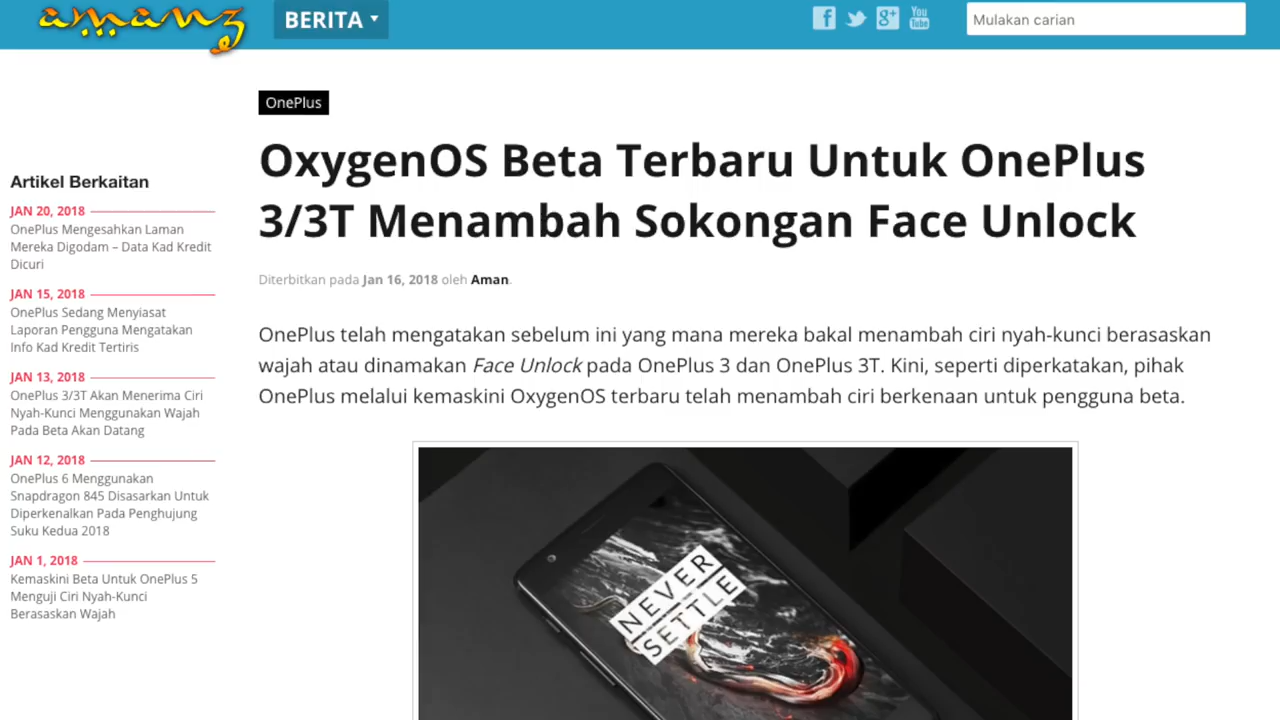 amanz
BERITA
You
Tube
Mulakan carian
OnePlus
OxygenOS Beta Terbaru Untuk OnePlus
3/3T Menambah Sokongan Face Unlock
Diterbitkan pada Jan 16, 2018 oleh Aman.
OnePlus telah mengatakan sebelum ini yang mana mereka bakal menambah ciri nyah-kunci berasaskan
wajah atau dinamakan Face Unlock pada OnePlus 3 dan OnePlus 3T. Kini, seperti diperkatakan, pihak
OnePlus melalui kemaskini OxygenOS terbaru telah menambah ciri berkenaan untuk pengguna beta.
NEVER
SETTLE
Artikel Berkaitan
JAN 20, 2018
OnePlus Mengesahkan Laman
Mereka Digodam – Data Kad Kredit
Dicuri
JAN 15, 2018
OnePlus Sedang Menyiasat
Laporan Pengguna Mengatakan
Info Kad Kredit Tertiris
JAN 13, 2018
OnePlus 3/3T Akan Menerima Ciri
Nyah-Kunci Menggunakan Wajah
Pada Beta Akan Datang
JAN 12, 2018
OnePlus 6 Menggunakan
Snapdragon 845 Disasarkan Untuk
Diperkenalkan Pada Penghujung
Suku Kedua 2018
JAN 1, 2018
Kemaskini Beta Untuk OnePlus 5
Menguji Ciri Nyah-Kunci
Berasaskan Wajah